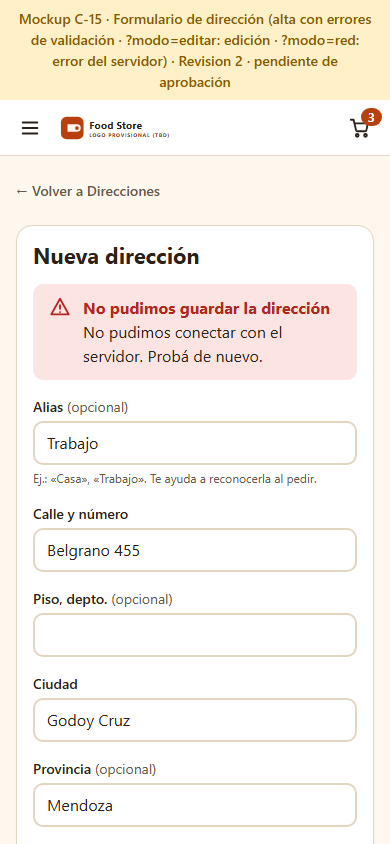 Mockup C-15 · Formulario de dirección (alta con errores
de validación · ?modo=editar: edición · ?modo=red:
error del servidor) · Revision 2 · pendiente de
aprobación
Food Store
LOGO PROVISIONAL (TBD)
3
← Volver a Direcciones
Nueva dirección
No pudimos guardar la dirección
No pudimos conectar con el
servidor. Probá de nuevo.
Alias (opcional)
Trabajo
Ej.: «Casa», «Trabajo». Te ayuda a reconocerla al pedir.
Calle y número
Belgrano 455
Piso, depto. (opcional)
Ciudad
Godoy Cruz
Provincia (opcional)
Mendoza